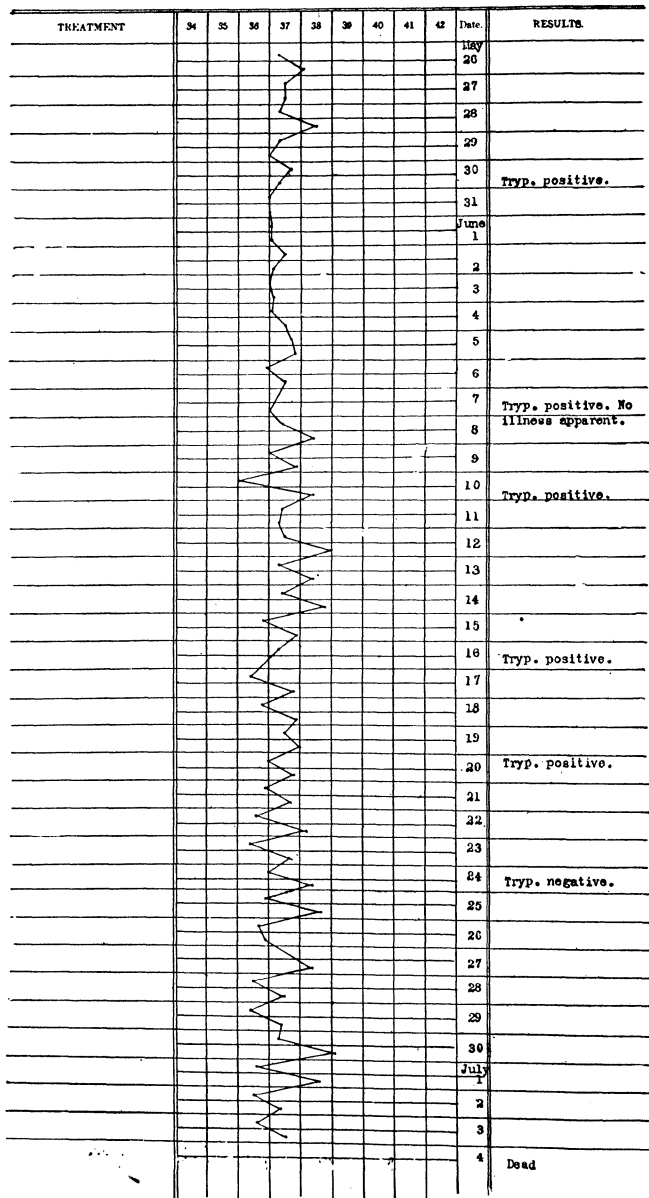 TREATMENT 34 35 36 37 38 39 40 41 42 Date. RESULTS.
May
26
27
28
29
30 Tryp. positive.
31
June
1
2
3
4
5
6
7 Tryp. positive. No
illness apparent.
8
9
10 Tryp. positive.
11
12
13
14
15
16 Tryp. positive.
17
18
19
20 Tryp. positive.
21
22
23
24 Tryp. negative.
25
26
27
28
29
30
July
1
2
3
4 Dead